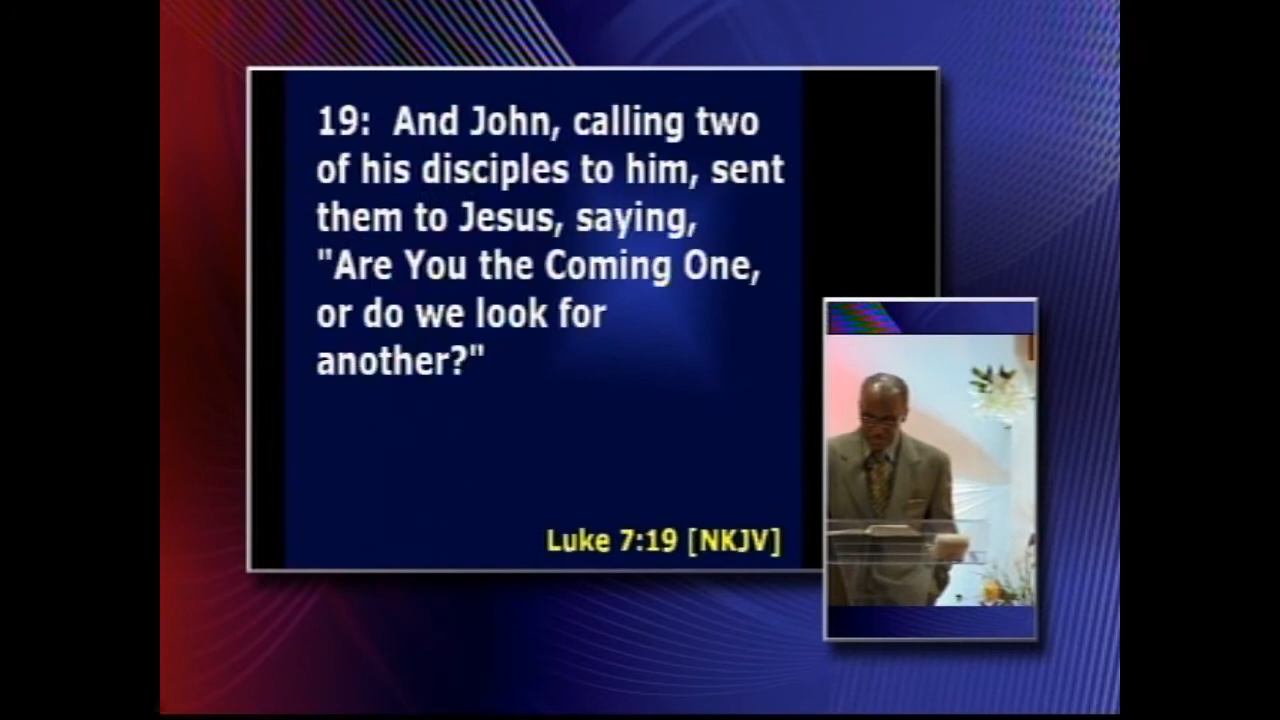 19:  And John, calling two
of his disciples to him, sent
them to Jesus, saying,
"Are You the Coming One,
or do we look for
another?"
Luke 7:19 [NKJV]